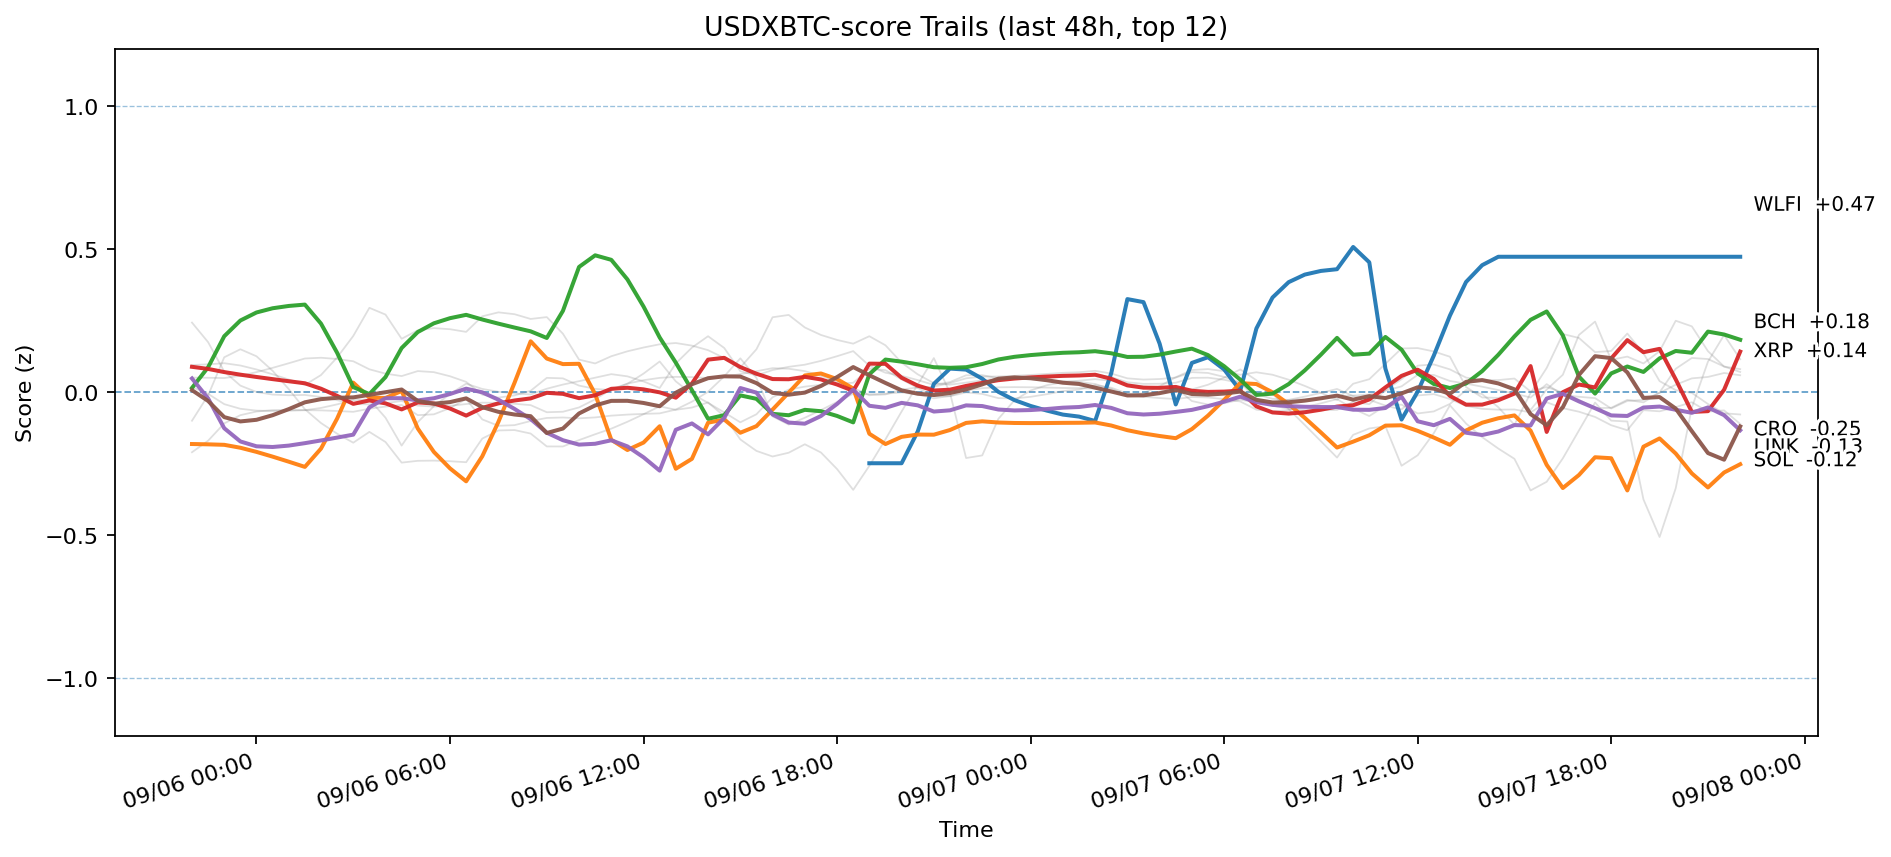 USDXBTC-score Trails (last 48h, top 12)
Score (z)
1.0
0.5
0.0
−0.5
−1.0
WLFI +0.47
BCH +0.18
XRP +0.14
CRO -0.25
LINK -0.13
SOL -0.12
09/06 00:00
09/06 06:00
09/06 12:00
09/06 18:00
09/07 00:00
09/07 06:00
09/07 12:00
09/07 18:00
09/08 00:00
Time